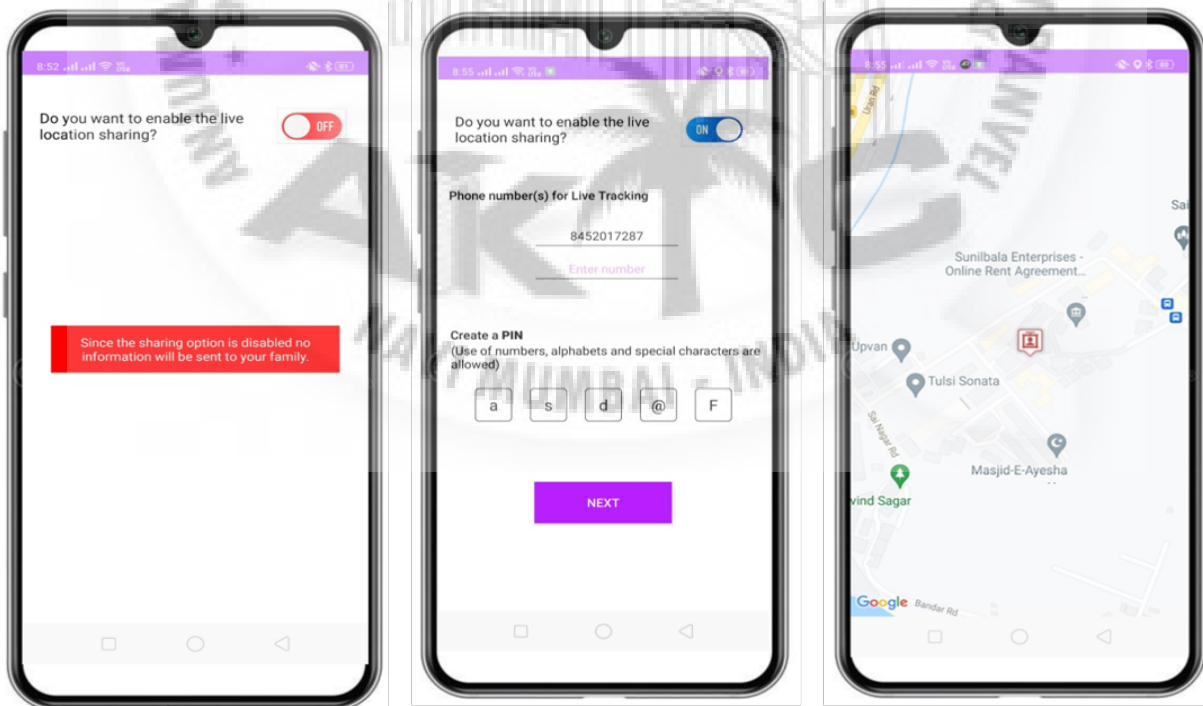 8:52
Do you want to enable the live
location sharing?
OFF
Since the sharing option is disabled no
information will be sent to your family.
8:55
Do you want to enable the live
location sharing?
ON
Phone number(s) for Live Tracking
8452017287
Enter number
Create a PIN
(Use of numbers, alphabets and special characters are
allowed)
a s d @ F
NEXT
8:55
Uran Rd
Sai
Sunilbala Enterprises -
Online Rent Agreement...
Upvan
Tulsi Sonata
Sai Nagar Rd
Masjid-E-Ayesha
vind Sagar
Google
Bandar Rd
AKTC
NAVI MUMBAI - INDIA